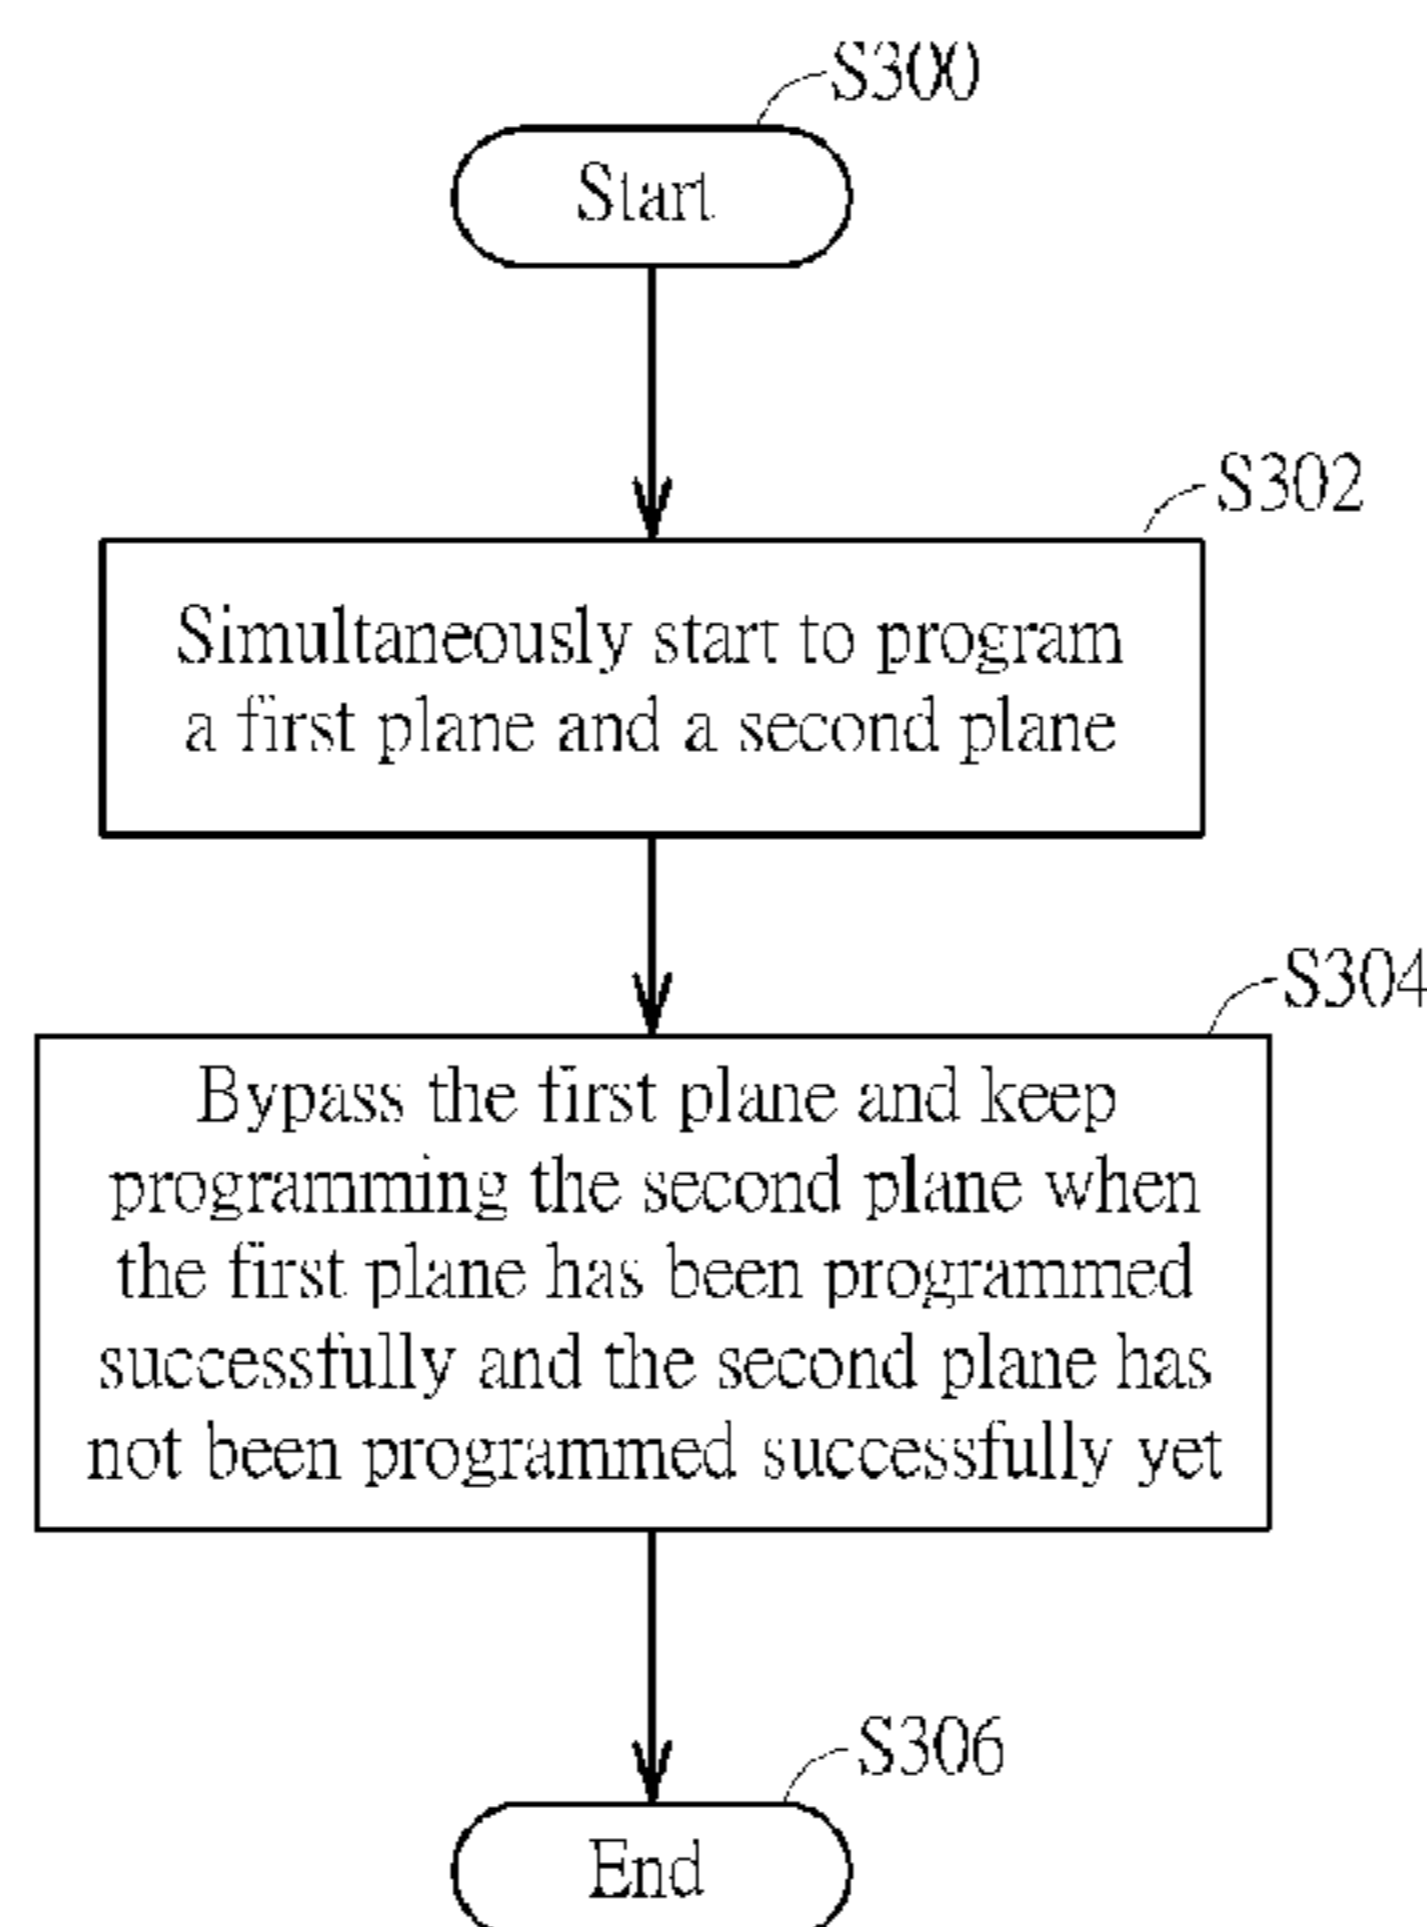 S300
Start
S302
Simultaneously start to program
a first plane and a second plane
S304
Bypass the first plane and keep
programming the second plane when
the first plane has been programmed
successfully and the second plane has
not been programmed successfully yet
S306
End